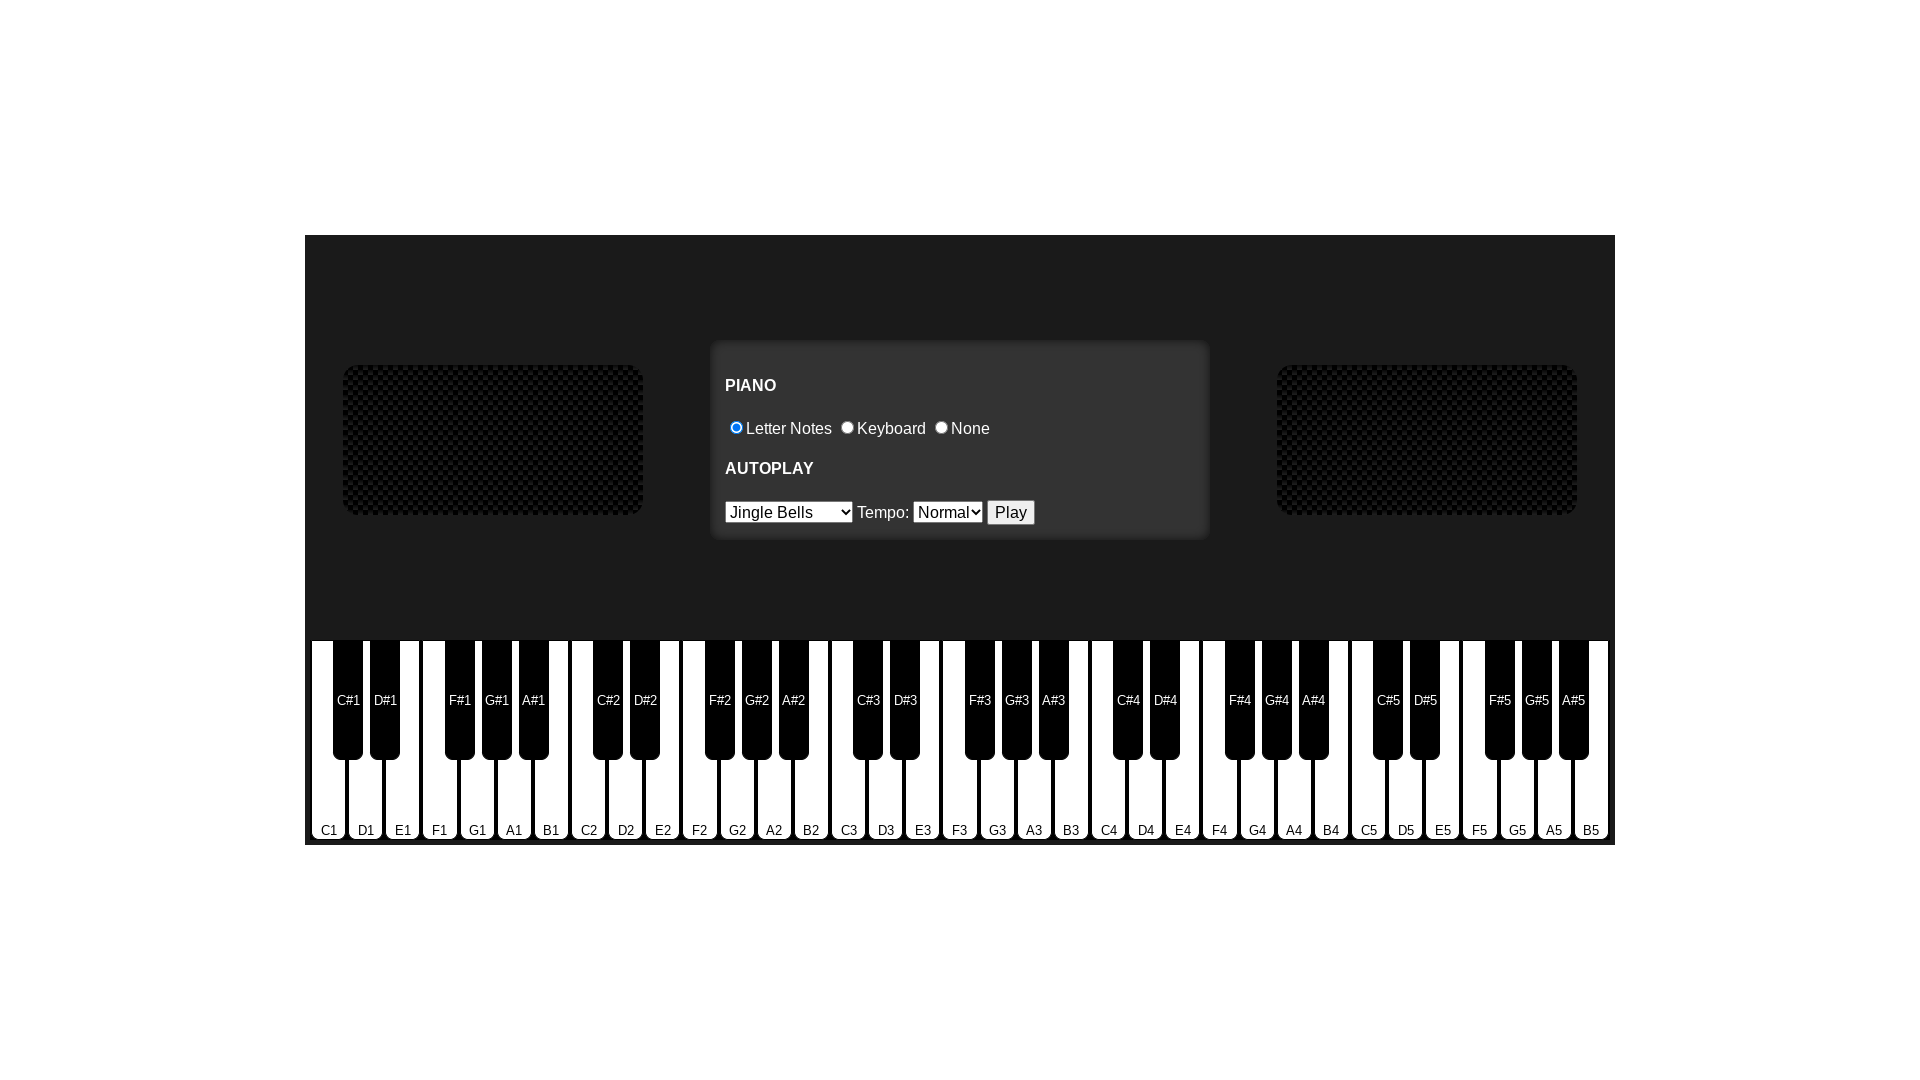 PIANO
Letter Notes Keyboard None
AUTOPLAY
Jingle Bells Tempo: Normal Play
C#1 D#1 F#1 G#1 A#1 C#2 D#2 F#2 G#2 A#2 C#3 D#3 F#3 G#3 A#3 C#4 D#4 F#4 G#4 A#4 C#5 D#5 F#5 G#5 A#5
C1 D1 E1 F1 G1 A1 B1 C2 D2 E2 F2 G2 A2 B2 C3 D3 E3 F3 G3 A3 B3 C4 D4 E4 F4 G4 A4 B4 C5 D5 E5 F5 G5 A5 B5